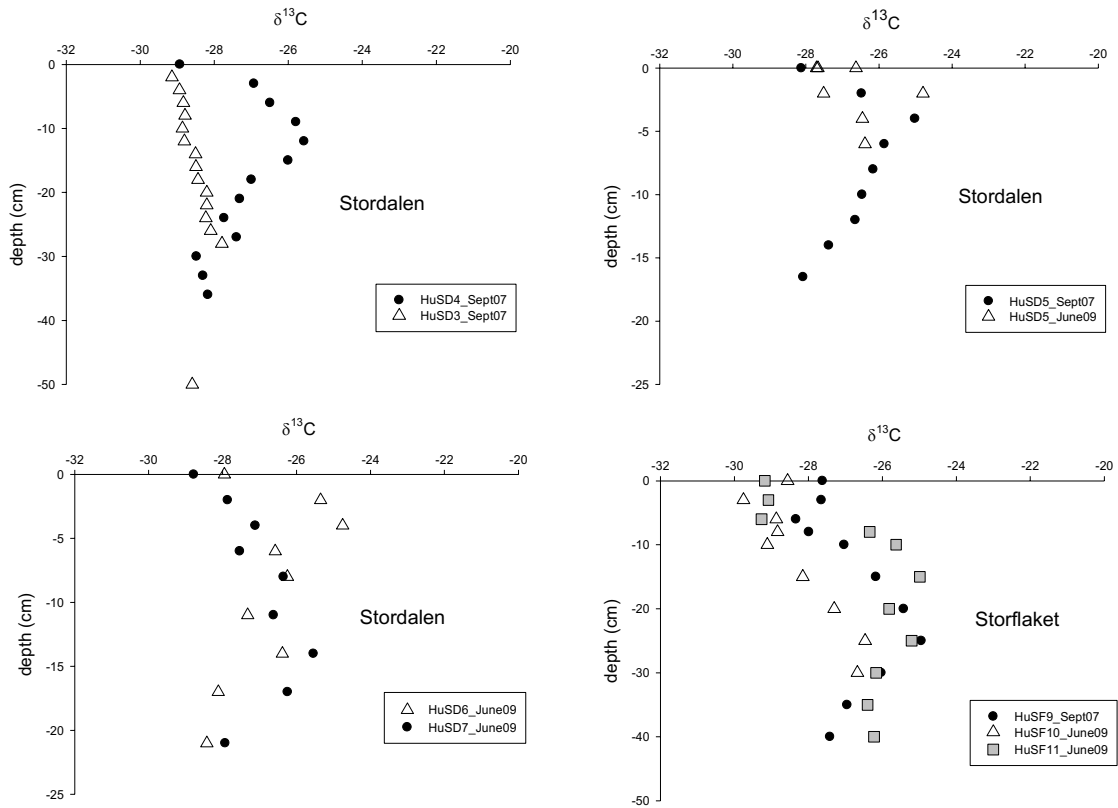 δ13C
-32 -30 -28 -26 -24 -22 -20
0
-10
-20
-30
-40
-50
depth (cm)
Stordalen
HuSD4_Sept07
HuSD3_Sept07
δ13C
-32 -30 -28 -26 -24 -22 -20
0
-5
-10
-15
-20
-25
depth (cm)
Stordalen
HuSD5_Sept07
HuSD5_June09
δ13C
-32 -30 -28 -26 -24 -22 -20
0
-5
-10
-15
-20
-25
depth (cm)
Stordalen
HuSD6_June09
HuSD7_June09
δ13C
-32 -30 -28 -26 -24 -22 -20
0
-10
-20
-30
-40
-50
depth (cm)
Storflaket
HuSF9_Sept07
HuSF10_June09
HuSF11_June09